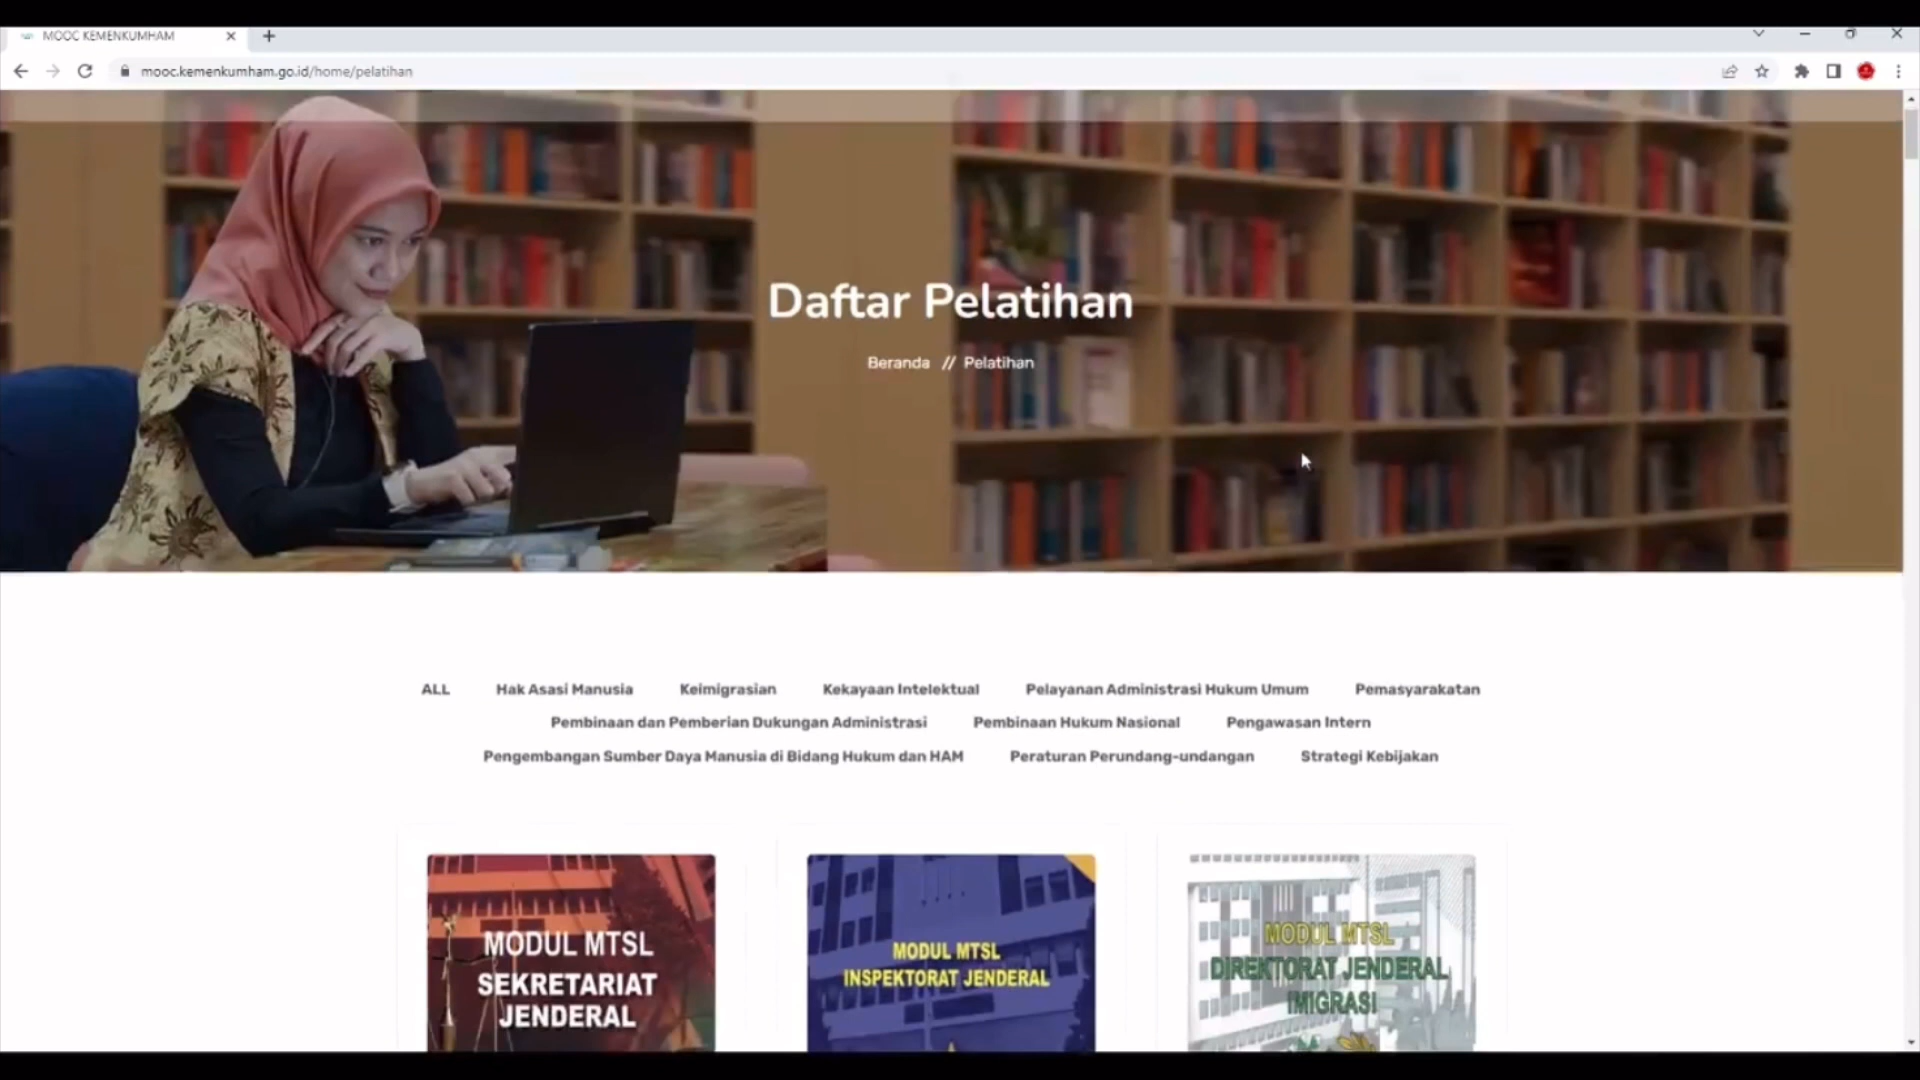 MOOC KEMENKUMHAM
mooc.kemenkumham.go.id/home/pelatihan
Daftar Pelatihan
Beranda // Pelatihan
ALL Hak Asasi Manusia Keimigrasian Kekayaan Intelektual Pelayanan Administrasi Hukum Umum Pemasyarakatan
Pembinaan dan Pemberian Dukungan Administrasi Pembinaan Hukum Nasional Pengawasan Intern
Pengembangan Sumber Daya Manusia di Bidang Hukum dan HAM Peraturan Perundang-undangan Strategi Kebijakan
MODUL MTSL
SEKRETARIAT
JENDERAL
MODUL MTSL
INSPEKTORAT JENDERAL
MODUL MTSL
DIREKTORAT JENDERAL
IMIGRASI